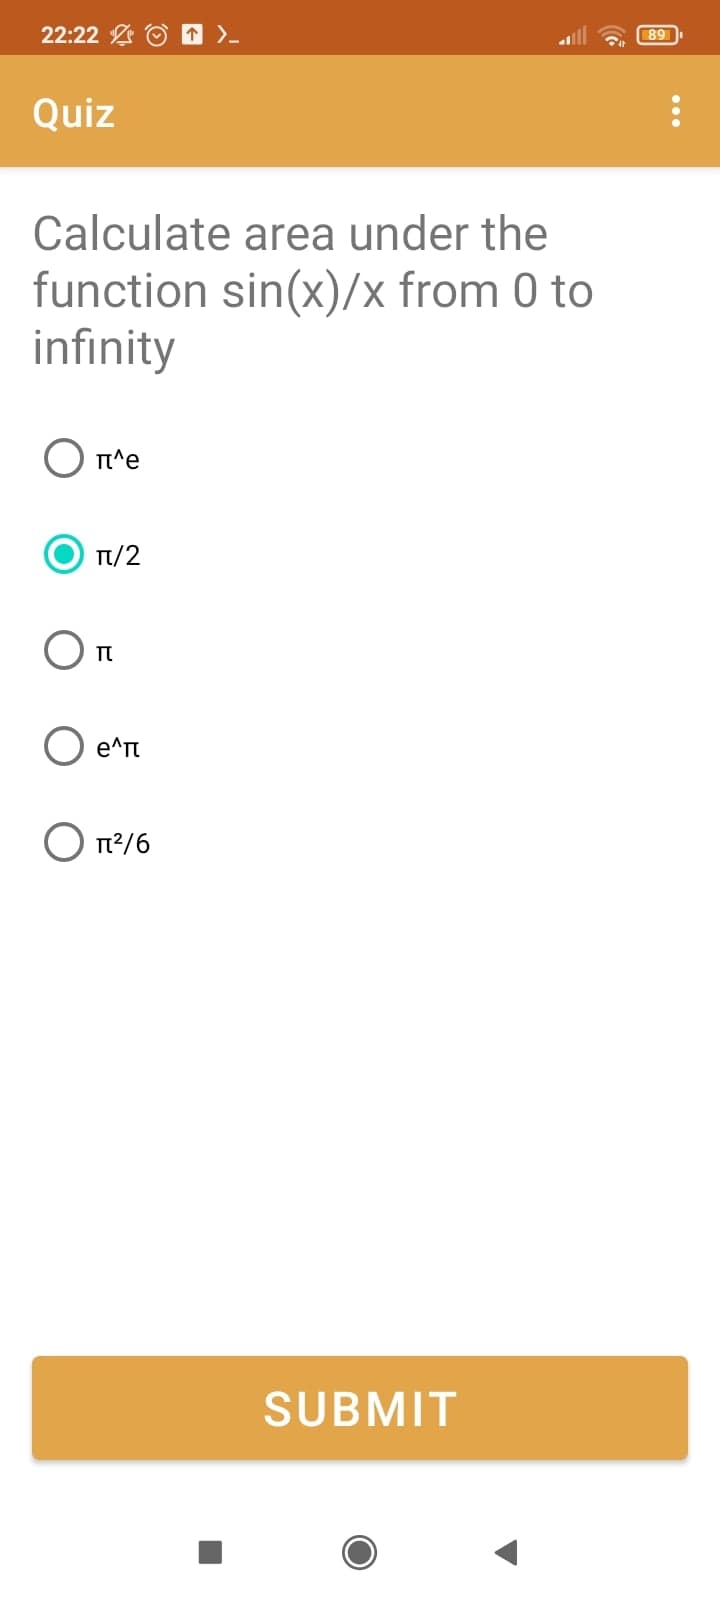 22:22
89
Quiz
Calculate area under the
function sin(x)/x from 0 to
infinity
π^e
π/2
π
e^π
π²/6
SUBMIT